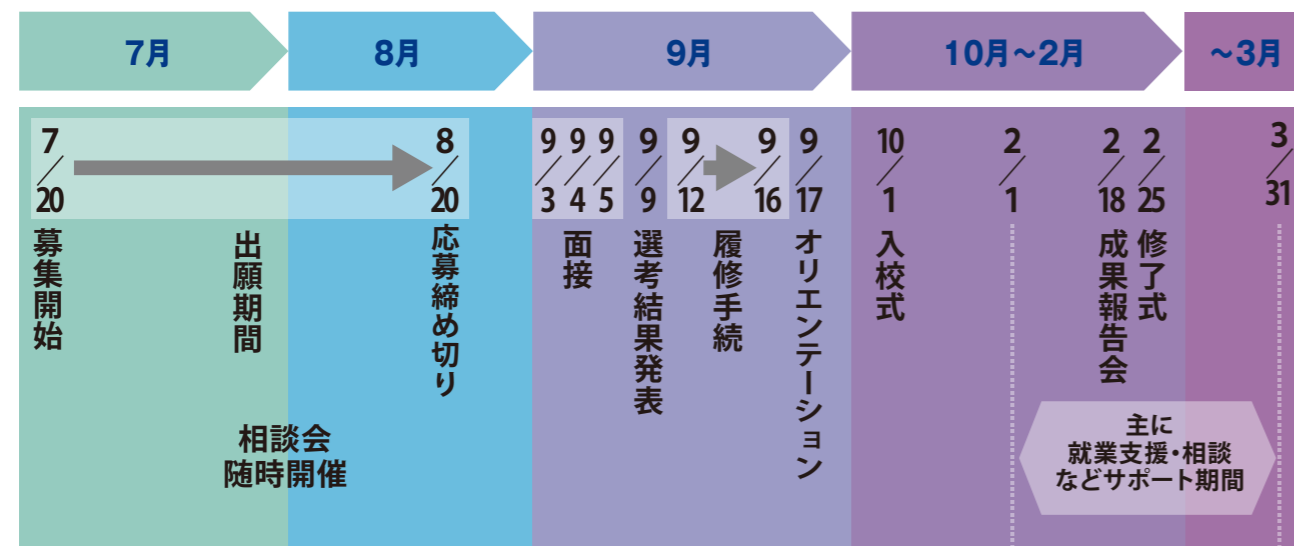 7月
8月
9月
10月～2月
～3月
7/20
募集開始
出願期間
8/20
応募締め切り
相談会
随時開催
9/3
9/4
9/5
面接
9/9
選考結果発表
9/12
9/16
履修手続
9/17
オリエンテーション
10/1
入校式
2/1
2/18
成果報告会
2/25
修了式
主に
就業支援・相談
などサポート期間
3/31